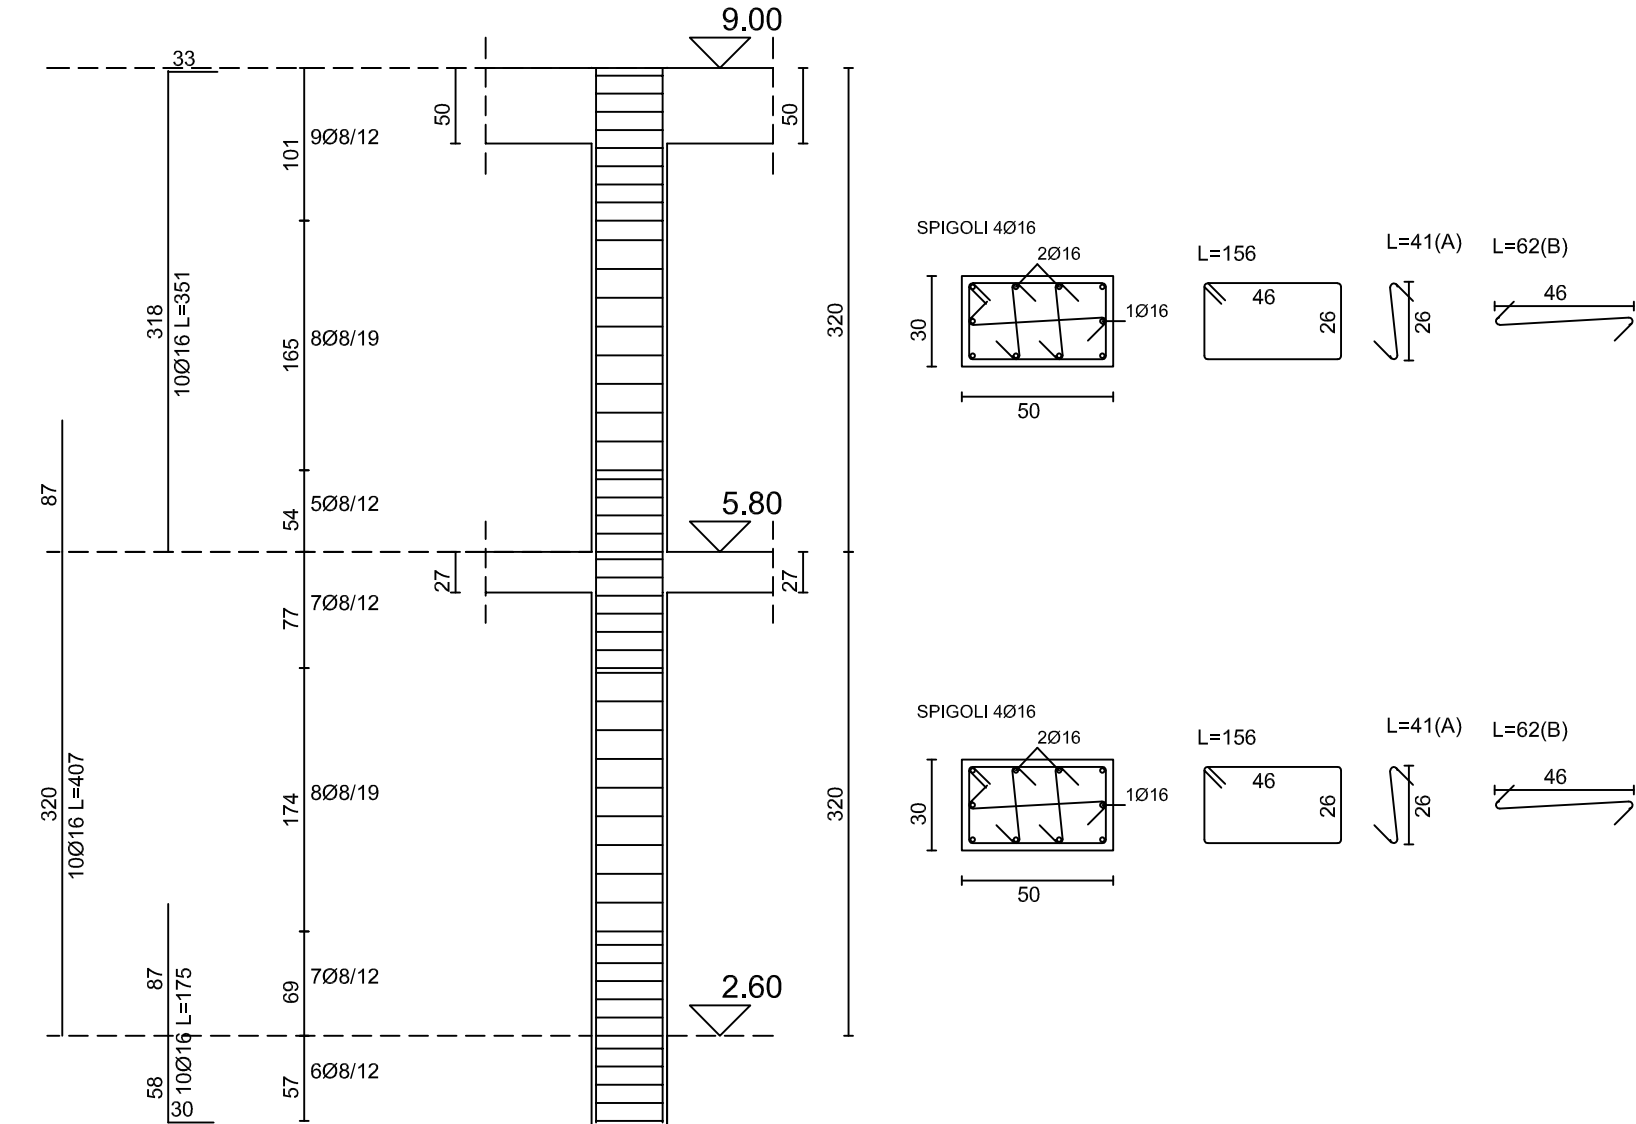 9.00
33
50
50
101
9Ø8/12
318
10Ø16 L=351
165
8Ø8/19
320
87
54
5Ø8/12
5.80
27
27
77
7Ø8/12
320
10Ø16 L=407
174
8Ø8/19
320
87
10Ø16 L=175
69
7Ø8/12
2.60
58
30
57
6Ø8/12
SPIGOLI 4Ø16
2Ø16
1Ø16
30
50
L=156
46
26
L=41(A)
26
L=62(B)
46
SPIGOLI 4Ø16
2Ø16
1Ø16
30
50
L=156
46
26
L=41(A)
26
L=62(B)
46